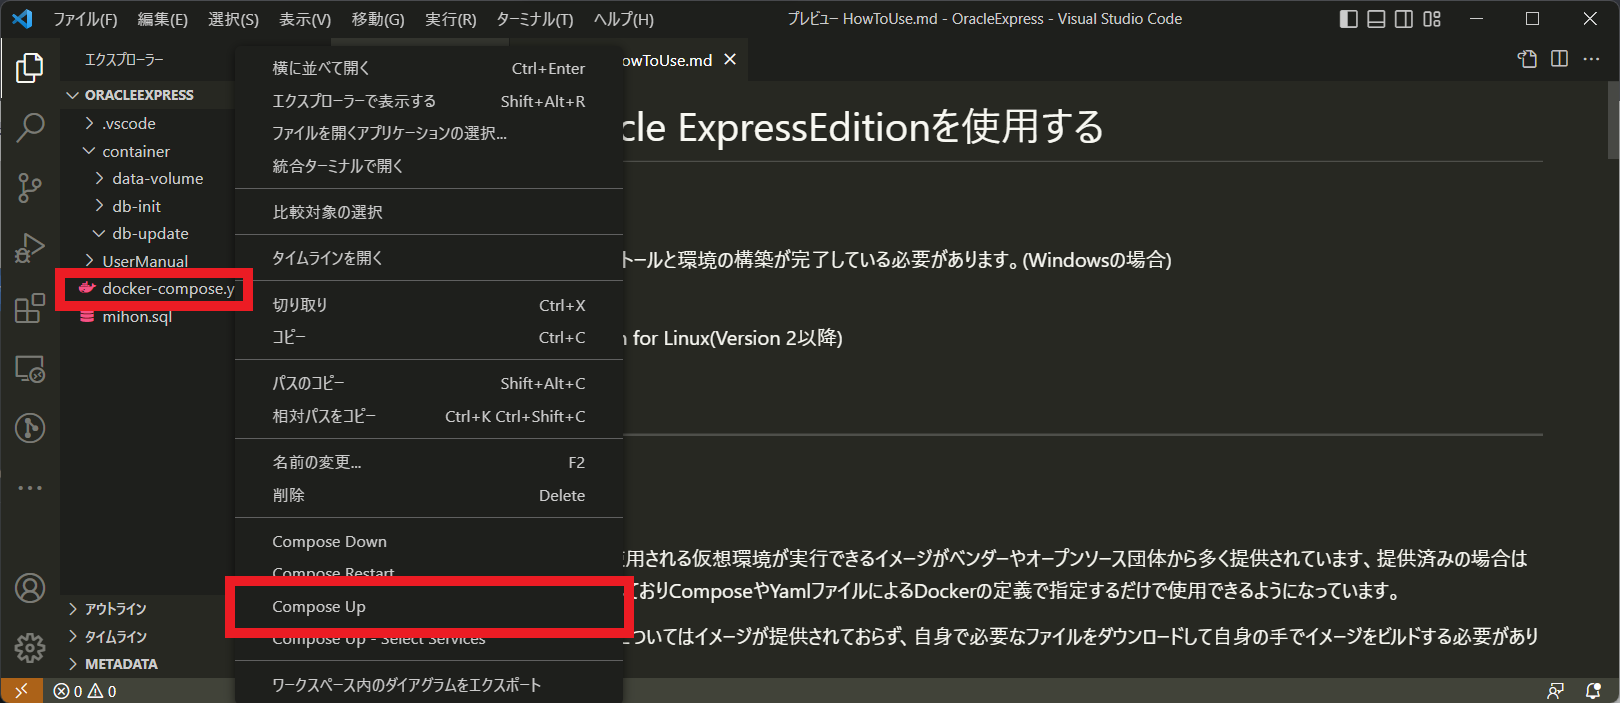 ファイル(F) 編集(E) 選択(S) 表示(V) 移動(G) 実行(R) ターミナル(T) ヘルプ(H) プレビュー HowToUse.md - OracleExpress - Visual Studio Code
エクスプローラー
owToUse.md
ORACLEEXPRESS
.vscode
container
data-volume
db-init
db-update
UserManual
docker-compose.y
mihon.sql
アウトライン
タイムライン
METADATA
横に並べて開く Ctrl+Enter
エクスプローラーで表示する Shift+Alt+R
ファイルを開くアプリケーションの選択...
統合ターミナルで開く
比較対象の選択
タイムラインを開く
切り取り Ctrl+X
コピー Ctrl+C
パスのコピー Shift+Alt+C
相対パスをコピー Ctrl+K Ctrl+Shift+C
名前の変更... F2
削除 Delete
Compose Down
Compose Restart
Compose Up
Compose Up - Select Services
ワークスペース内のダイアグラムをエクスポート
cle ExpressEditionを使用する
トールと環境の構築が完了している必要があります。(Windowsの場合)
for Linux(Version 2以降)
用される仮想環境が実行できるイメージがベンダーやオープンソース団体から多く提供されています、提供済みの場合は
ておりComposeやYamlファイルによるDockerの定義で指定するだけで使用できるようになっています。
についてはイメージが提供されておらず、自身で必要なファイルをダウンロードして自身の手でイメージをビルドする必要があり
0 0